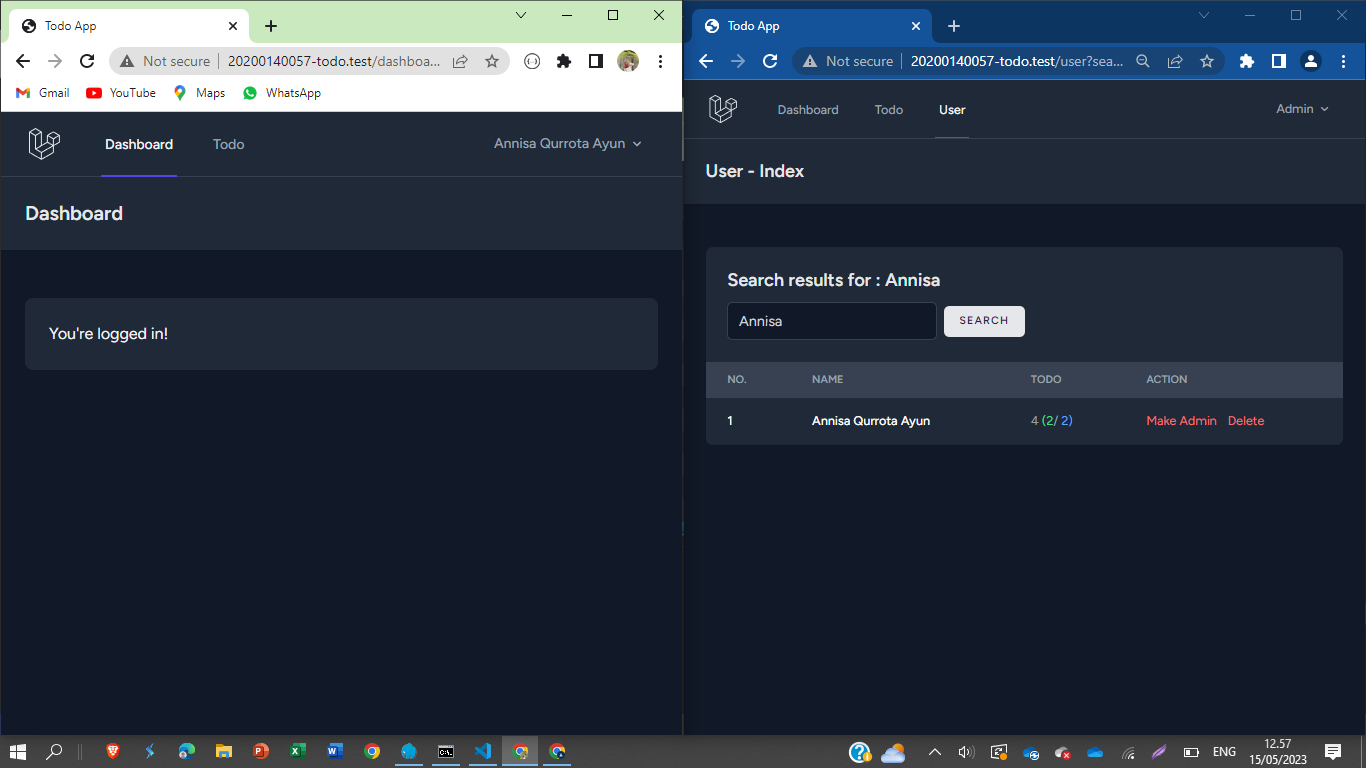 Todo App
Not secure 20200140057-todo.test/dashboa...
Gmail YouTube Maps WhatsApp
Dashboard Todo Annisa Qurrota Ayun
Dashboard
You're logged in!
Todo App
Not secure 20200140057-todo.test/user?sea...
Dashboard Todo User Admin
User - Index
Search results for : Annisa
Annisa SEARCH
NO. NAME TODO ACTION
1 Annisa Qurrota Ayun 4 (2/ 2) Make Admin Delete
ENG 12.57
15/05/2023